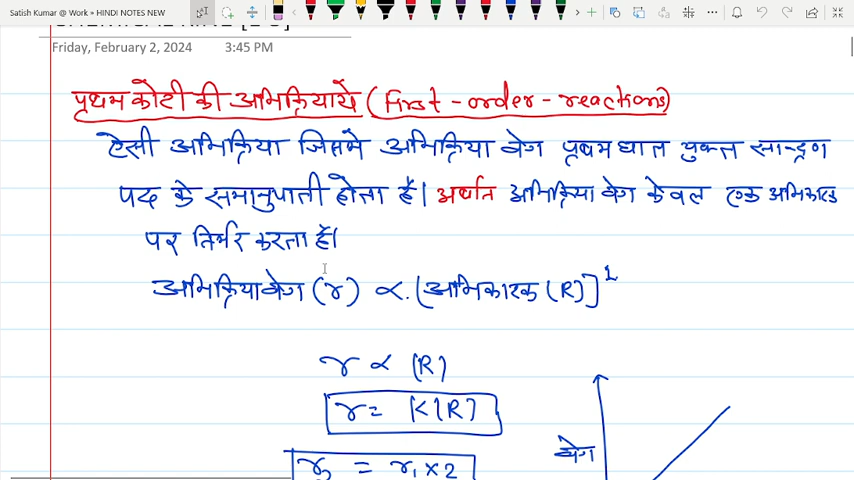 Satish Kumar @ Work » HINDI NOTES NEW
Friday, February 2, 2024 3:45 PM
प्रथम कोटी की अभिक्रियाये (First-order-reactions)
ऐसी अभिक्रिया जिसमे अभिक्रिया वेग प्रथम घात युक्त सान्द्रण
पद के समानुपाती होता है। अर्थात अभिक्रिया वेग केवल एक अभिकारक
पर निर्भर करता है।
अभिक्रिया वेग (r) ∝ [अभिकारक (R)]¹
r ∝ (R)
r = K[R]
वेग
r₂ = r₁ × 2